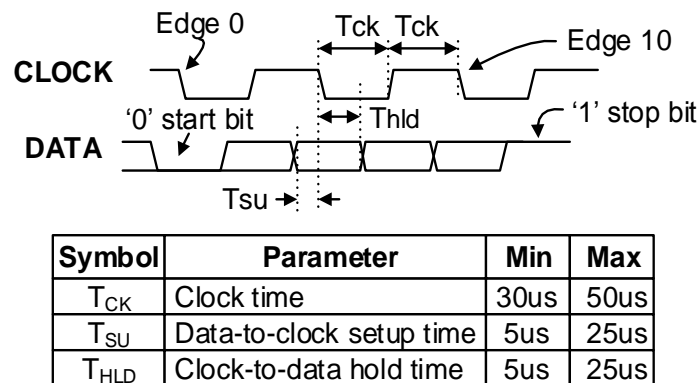 Edge 0
Tck Tck
Edge 10
CLOCK
Thld
'0' start bit
'1' stop bit
DATA
Tsu
Symbol Parameter Min Max
TCK Clock time 30us 50us
TSU Data-to-clock setup time 5us 25us
THLD Clock-to-data hold time 5us 25us